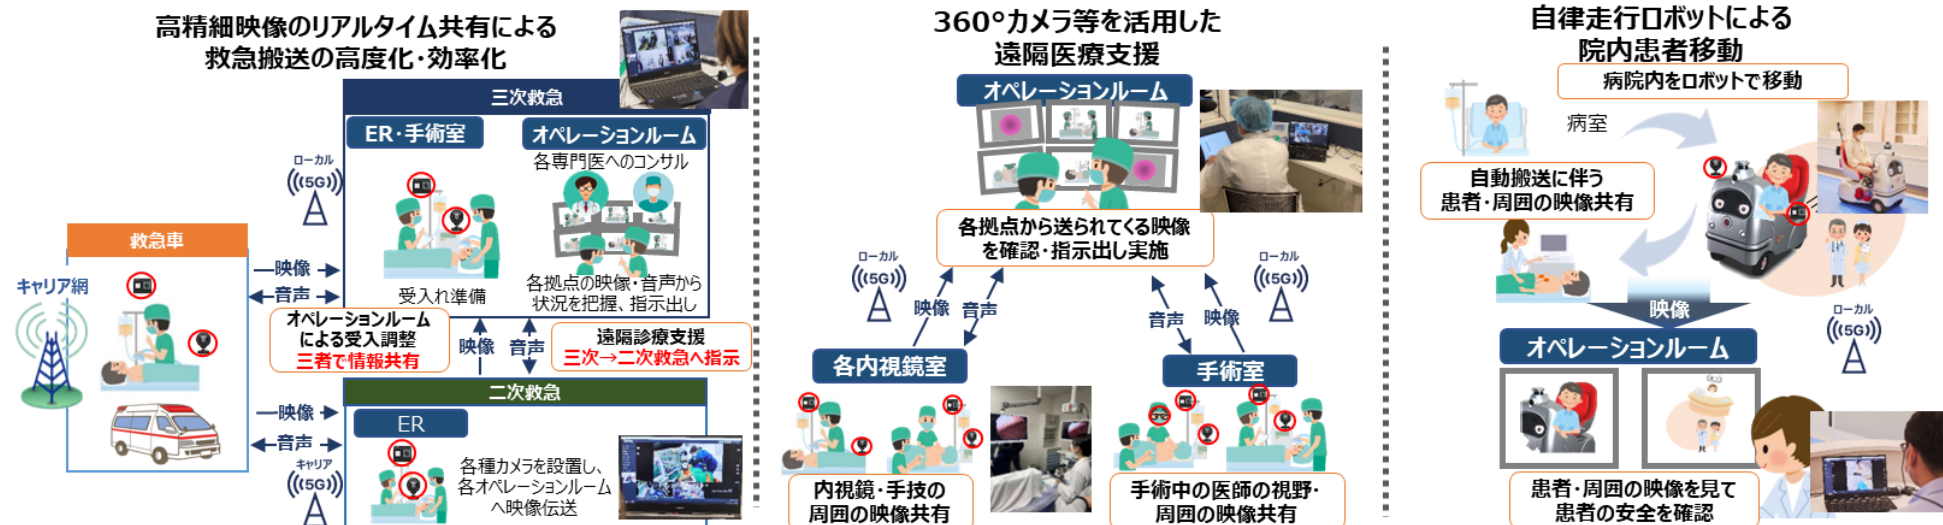 高精細映像のリアルタイム共有による
救急搬送の高度化・効率化
三次救急
ER・手術室
オペレーションルーム
各専門医へのコンサル
ローカル
((5G))
救急車
キャリア網
映像
音声
受入れ準備
各拠点の映像・音声から
状況を把握、指示出し
オペレーションルーム
による受入調整
三者で情報共有
映像
音声
遠隔診療支援
三次→二次救急へ指示
二次救急
ER
映像
音声
キャリア
((5G))
各種カメラを設置し、
各オペレーションルーム
へ映像伝送
360°カメラ等を活用した
遠隔医療支援
オペレーションルーム
各拠点から送られてくる映像
を確認・指示出し実施
ローカル
((5G))
映像
音声
音声
映像
ローカル
((5G))
各内視鏡室
手術室
内視鏡・手技の
周囲の映像共有
手術中の医師の視野・
周囲の映像共有
自律走行ロボットによる
院内患者移動
病院内をロボットで移動
病室
自動搬送に伴う
患者・周囲の映像共有
映像
ローカル
((5G))
オペレーションルーム
患者・周囲の映像を見て
患者の安全を確認